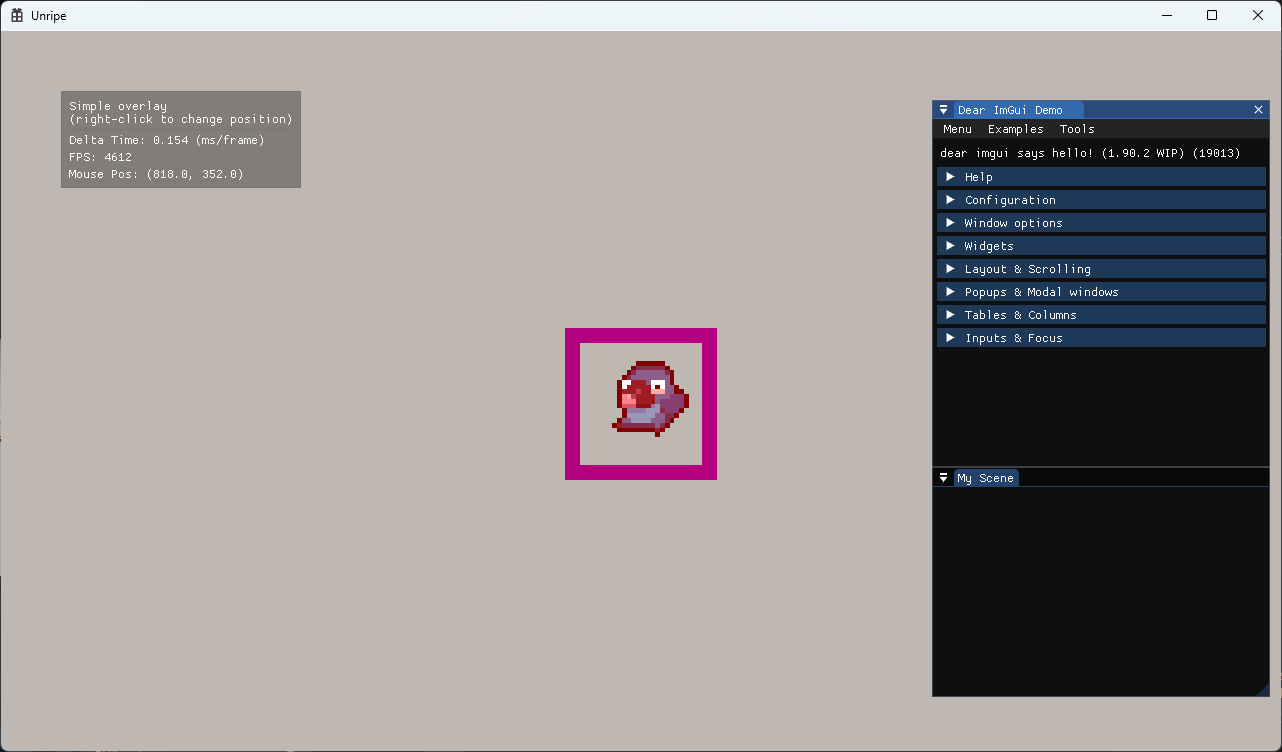 Unripe
Simple overlay
(right-click to change position)
Delta Time: 0.154 (ms/frame)
FPS: 4612
Mouse Pos: (818.0, 352.0)
Dear ImGui Demo
Menu Examples Tools
dear imgui says hello! (1.90.2 WIP) (19013)
Help
Configuration
Window options
Widgets
Layout & Scrolling
Popups & Modal windows
Tables & Columns
Inputs & Focus
My Scene